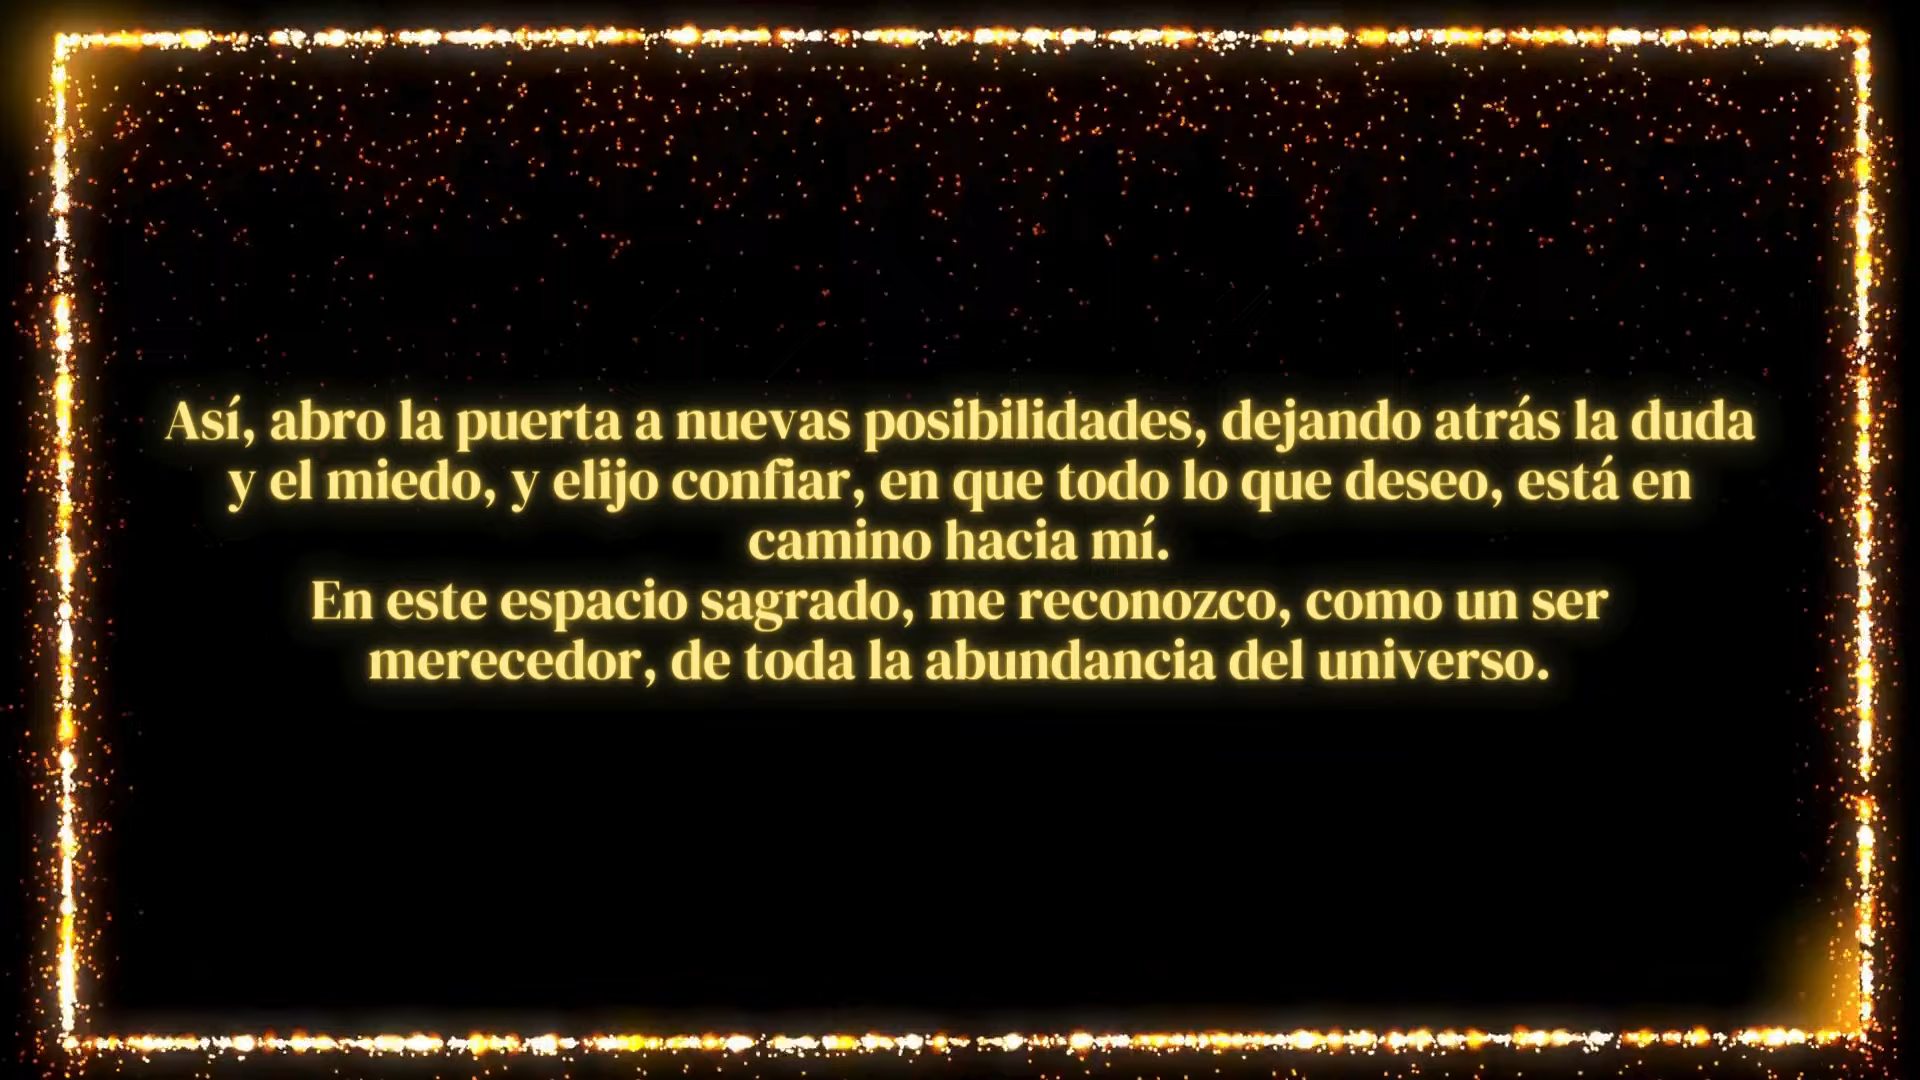 Así, abro la puerta a nuevas posibilidades, dejando atrás la duda
y el miedo, y elijo confiar, en que todo lo que deseo, está en
camino hacia mí.
En este espacio sagrado, me reconozco, como un ser
merecedor, de toda la abundancia del universo.